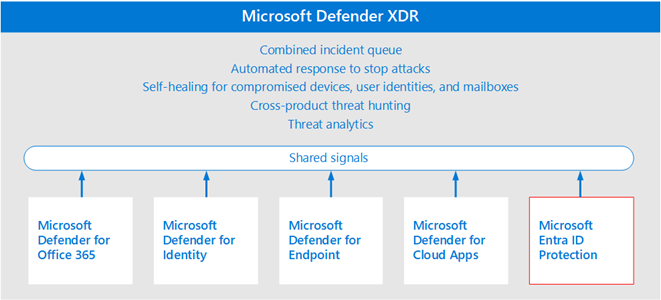 Microsoft Defender XDR
Combined incident queue
Automated response to stop attacks
Self-healing for compromised devices, user identities, and mailboxes
Cross-product threat hunting
Threat analytics
Shared signals
Microsoft
Defender for
Office 365
Microsoft
Defender for
Identity
Microsoft
Defender for
Endpoint
Microsoft
Defender for
Cloud Apps
Microsoft
Entra ID
Protection